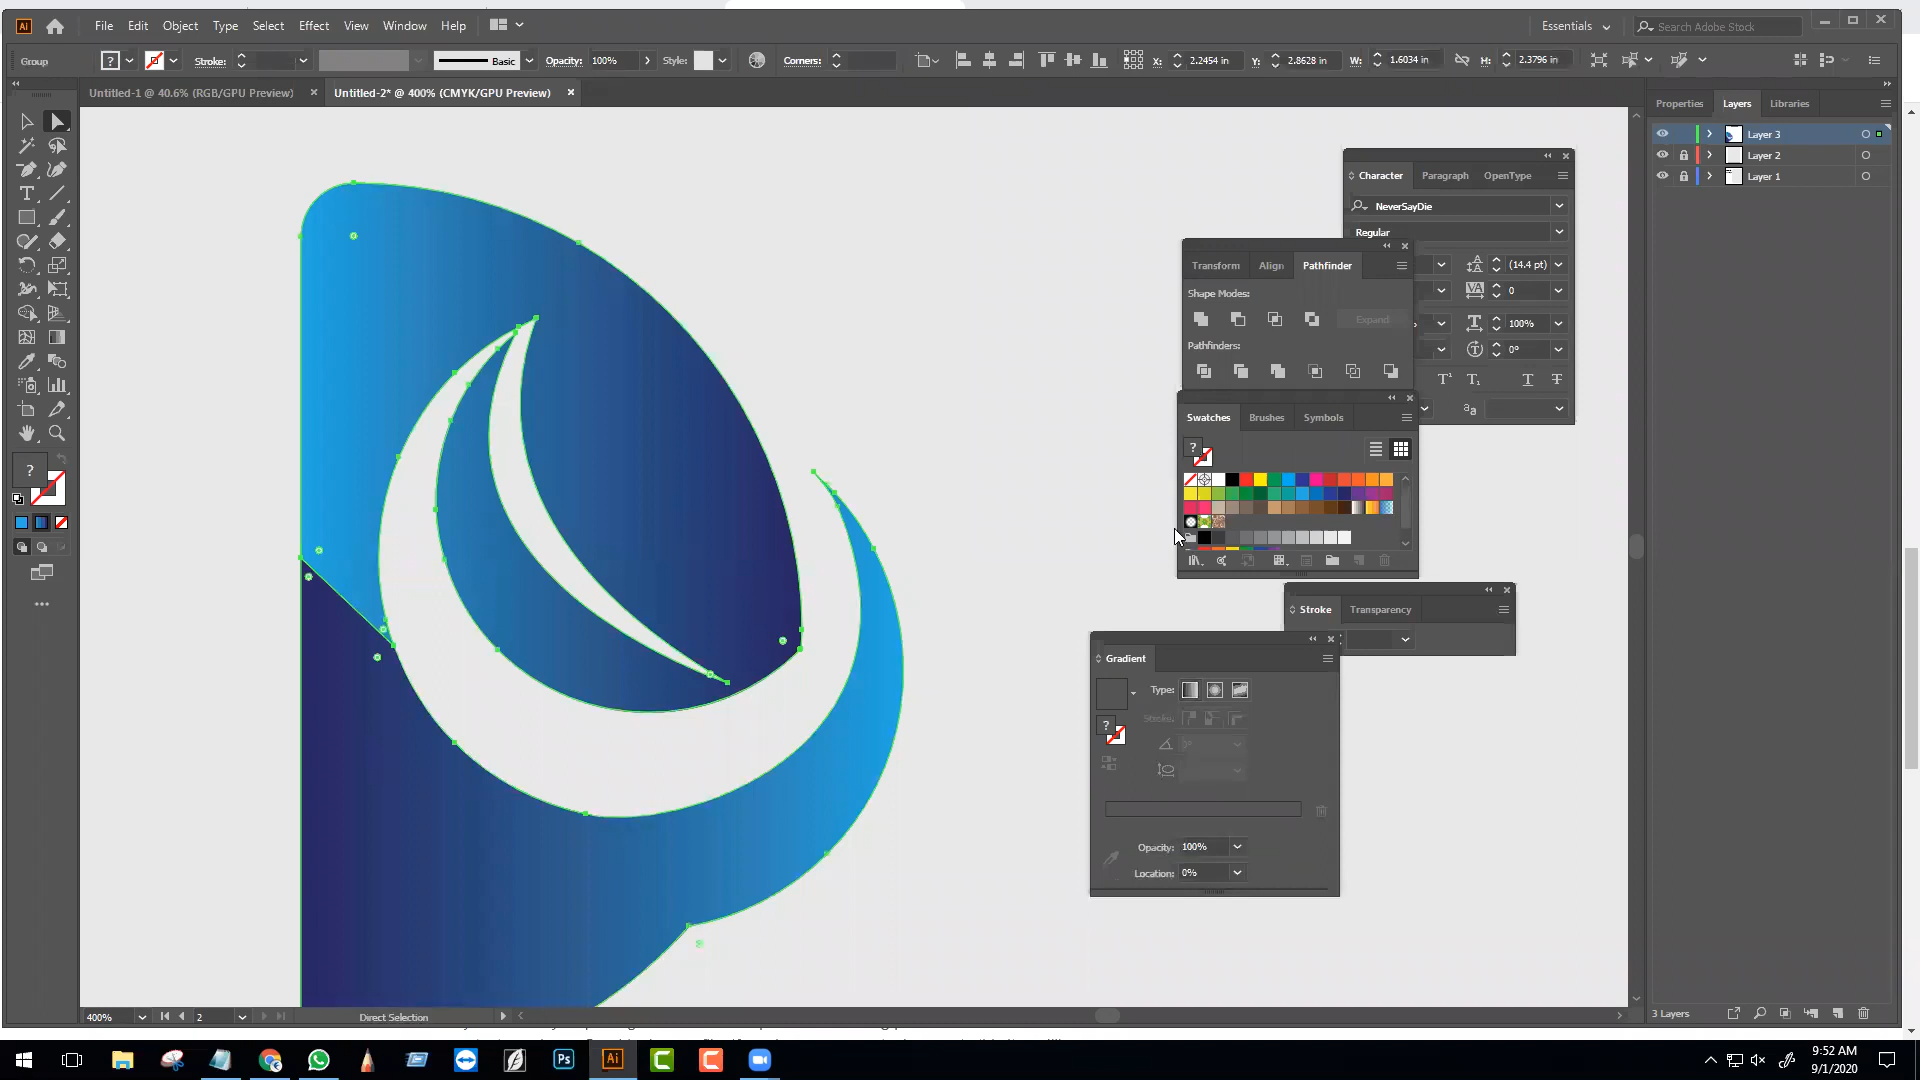 Ai File Edit Object Type Select Effect View Window Help Essentials Search Adobe Stock
Group ? Stroke: Basic Opacity: 100% Style: Corners: X: 2.2454 in Y: 2.8628 in W: 1.6034 in H: 2.3796 in
Untitled-1 @ 40.6% (RGB/GPU Preview) Untitled-2* @ 400% (CMYK/GPU Preview)
Properties Layers Libraries
Layer 3
Layer 2
Layer 1
Character Paragraph OpenType
NeverSayDie
Regular
(14.4 pt)
VA 0
100%
0°
Transform Align Pathfinder
Shape Modes:
Expand
Pathfinders:
Swatches Brushes Symbols
?
Stroke Transparency
Gradient
Type:
Stroke:
?
Opacity: 100%
Location: 0%
?
400% 2 Direct Selection
3 Layers
Ps Ai C C
9:52 AM
9/1/2020